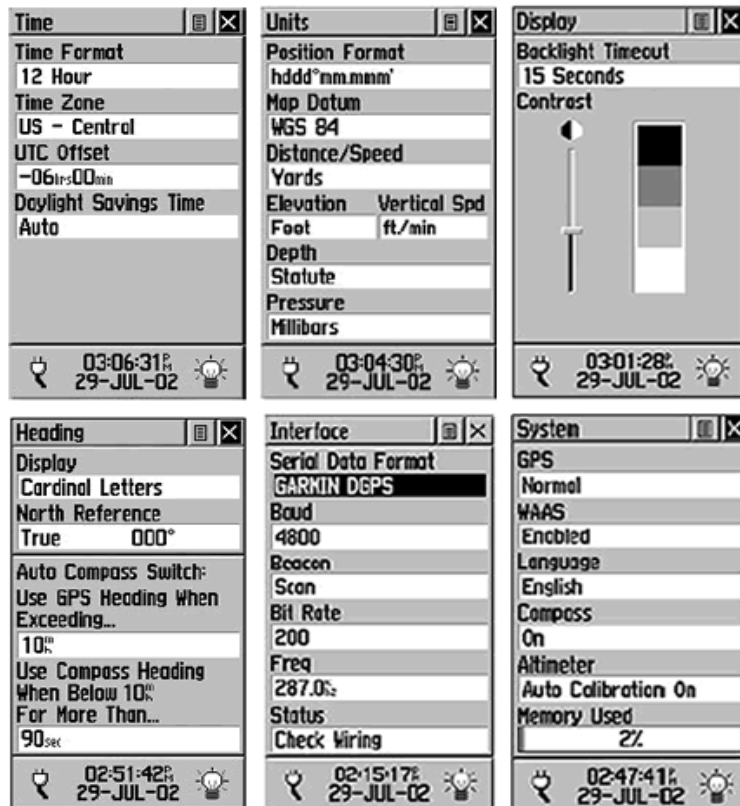 Time
Time Format
12 Hour
Time Zone
US - Central
UTC Offset
-06hrs00min
Daylight Savings Time
Auto
03:06:31PM
29-JUL-02
Units
Position Format
hddd°mm.mmm'
Map Datum
WGS 84
Distance/Speed
Yards
Elevation Vertical Spd
Feet ft./min
Depth
Statute
Pressure
Millibars
03:04:30PM
29-JUL-02
Display
Backlight Timeout
15 Seconds
Contrast
03:01:28PM
29-JUL-02
Heading
Display
Cardinal Letters
North Reference
True 000°
Auto Compass Switch:
Use GPS Heading When
Exceeding...
10mh
Use Compass Heading
When Below 10mh
For More Than...
90sec
02:51:42PM
29-JUL-02
Interface
Serial Data Format
GARMIN DGPS
Baud
4800
Beacon
Scan
Bit Rate
200
Freq
287.0kHz
Status
Check Wiring
02:15:17PM
29-JUL-02
System
GPS
Normal
WAAS
Enabled
Language
English
Compass
On
Altimeter
Auto Calibration On
Memory Used
2%
02:47:41PM
29-JUL-02